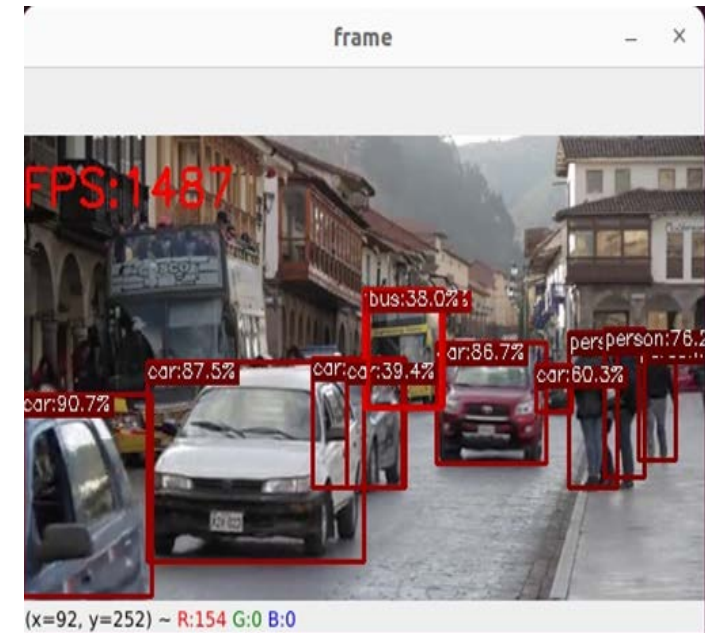 frame
FPS:1487
bus:38.0%
person:76.2
car:86.7%
car:87.5%
car:39.4%
car:
car:60.3%
car:90.7%
(x=92, y=252) ~ R:154 G:0 B:0